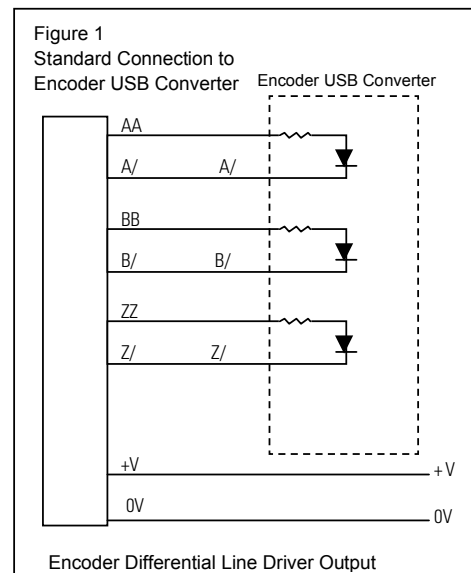 Figure 1
Standard Connection to
Encoder USB Converter
Encoder USB Converter
AA
A/ A/
BB
B/ B/
ZZ
Z/ Z/
+V +V
0V 0V
Encoder Differential Line Driver Output